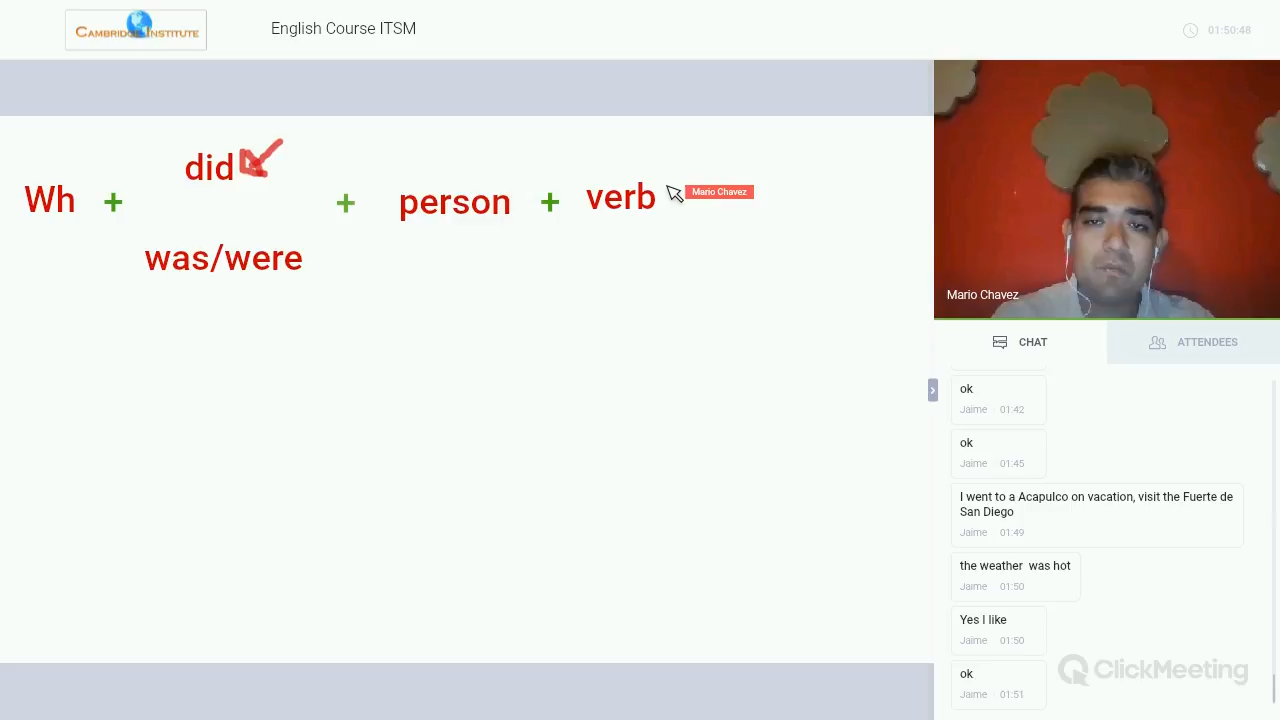 CAMBRIDGE INSTITUTE
English Course ITSM
01:50:48
did
Wh + + person + verb
Mario Chavez
was/were
Mario Chavez
CHAT
ATTENDEES
ok
Jaime 01:42
ok
Jaime 01:45
I went to a Acapulco on vacation, visit the Fuerte de
San Diego
Jaime 01:49
the weather was hot
Jaime 01:50
Yes I like
Jaime 01:50
ok
Jaime 01:51
ClickMeeting